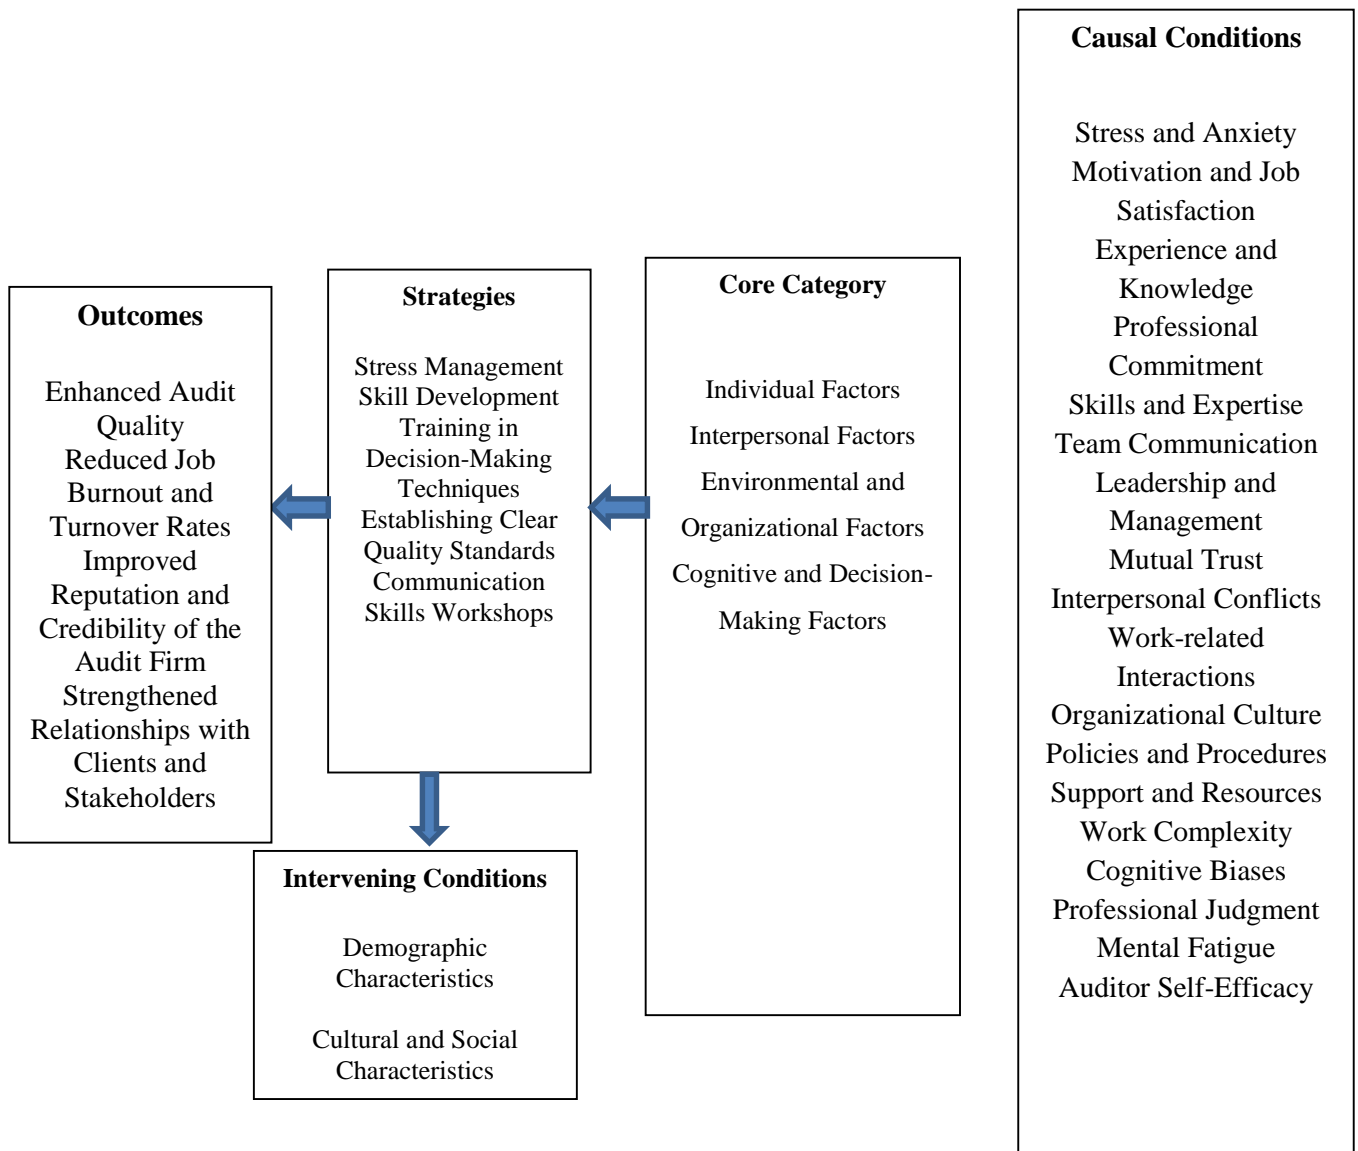 Causal Conditions
Stress and Anxiety
Motivation and Job
Satisfaction
Experience and
Knowledge
Professional
Commitment
Skills and Expertise
Team Communication
Leadership and
Management
Mutual Trust
Interpersonal Conflicts
Work-related
Interactions
Organizational Culture
Policies and Procedures
Support and Resources
Work Complexity
Cognitive Biases
Professional Judgment
Mental Fatigue
Auditor Self-Efficacy
Core Category
Individual Factors
Interpersonal Factors
Environmental and
Organizational Factors
Cognitive and Decision-
Making Factors
Strategies
Stress Management
Skill Development
Training in
Decision-Making
Techniques
Establishing Clear
Quality Standards
Communication
Skills Workshops
Outcomes
Enhanced Audit
Quality
Reduced Job
Burnout and
Turnover Rates
Improved
Reputation and
Credibility of the
Audit Firm
Strengthened
Relationships with
Clients and
Stakeholders
Intervening Conditions
Demographic
Characteristics
Cultural and Social
Characteristics